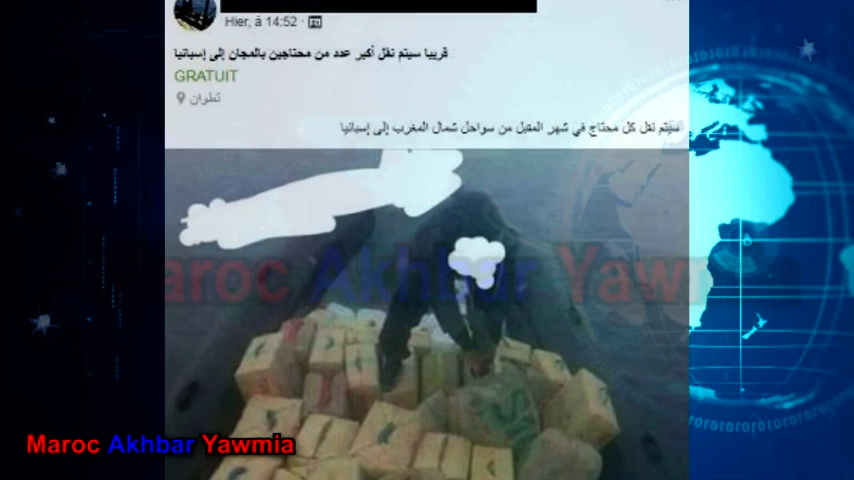 Hier, à 14:52 ·
قريبا سيتم نقل أكبر عدد من محتاجين بالمجان إلى إسبانيا
GRATUIT
تطوان
سيتم نقل كل محتاج في شهر المقبل من سواحل شمال المغرب إلى إسبانيا
Maroc Akhbar Yawm
Maroc Akhbar Yawmia